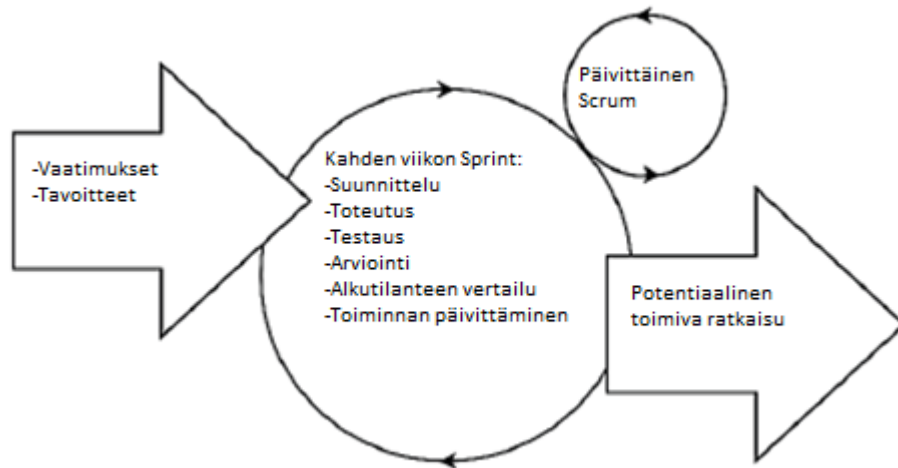 -Vaatimukset
-Tavoitteet
Kahden viikon Sprint:
-Suunnittelu
-Toteutus
-Testaus
-Arviointi
-Alkutilanteen vertailu
-Toiminnan päivittäminen
Päivittäinen
Scrum
Potentiaalinen
toimiva ratkaisu